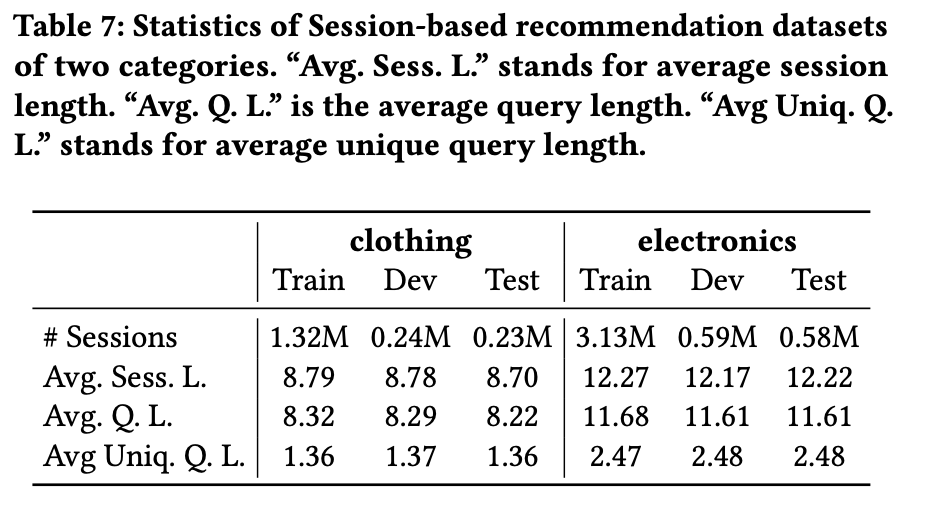 Table 7: Statistics of Session-based recommendation datasets
of two categories. “Avg. Sess. L.” stands for average session
length. “Avg. Q. L.” is the average query length. “Avg Uniq. Q.
L.” stands for average unique query length.
clothing electronics
Train Dev Test Train Dev Test
# Sessions 1.32M 0.24M 0.23M 3.13M 0.59M 0.58M
Avg. Sess. L. 8.79 8.78 8.70 12.27 12.17 12.22
Avg. Q. L. 8.32 8.29 8.22 11.68 11.61 11.61
Avg Uniq. Q. L. 1.36 1.37 1.36 2.47 2.48 2.48